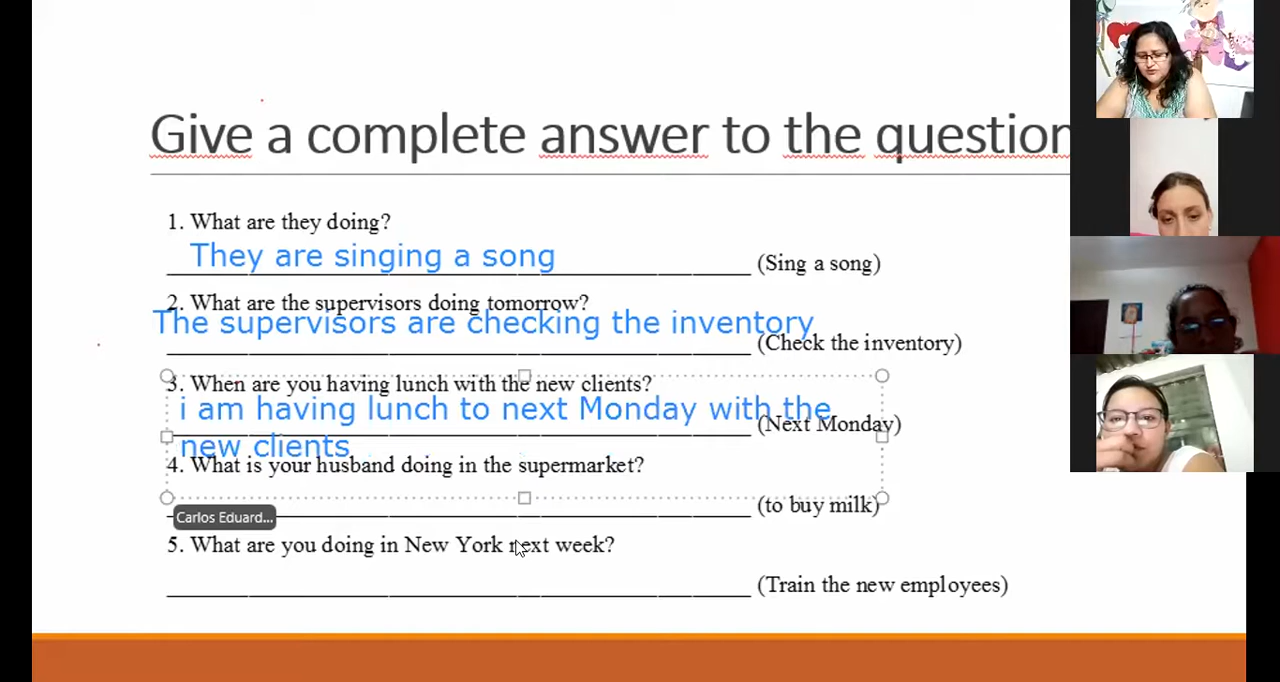 Give a complete answer to the question
1. What are they doing?
They are singing a song
(Sing a song)
2. What are the supervisors doing tomorrow?
The supervisors are checking the inventory
(Check the inventory)
3. When are you having lunch with the new clients?
i am having lunch to next Monday with the
new clients
(Next Monday)
4. What is your husband doing in the supermarket?
(to buy milk)
Carlos Eduard...
5. What are you doing in New York next week?
(Train the new employees)